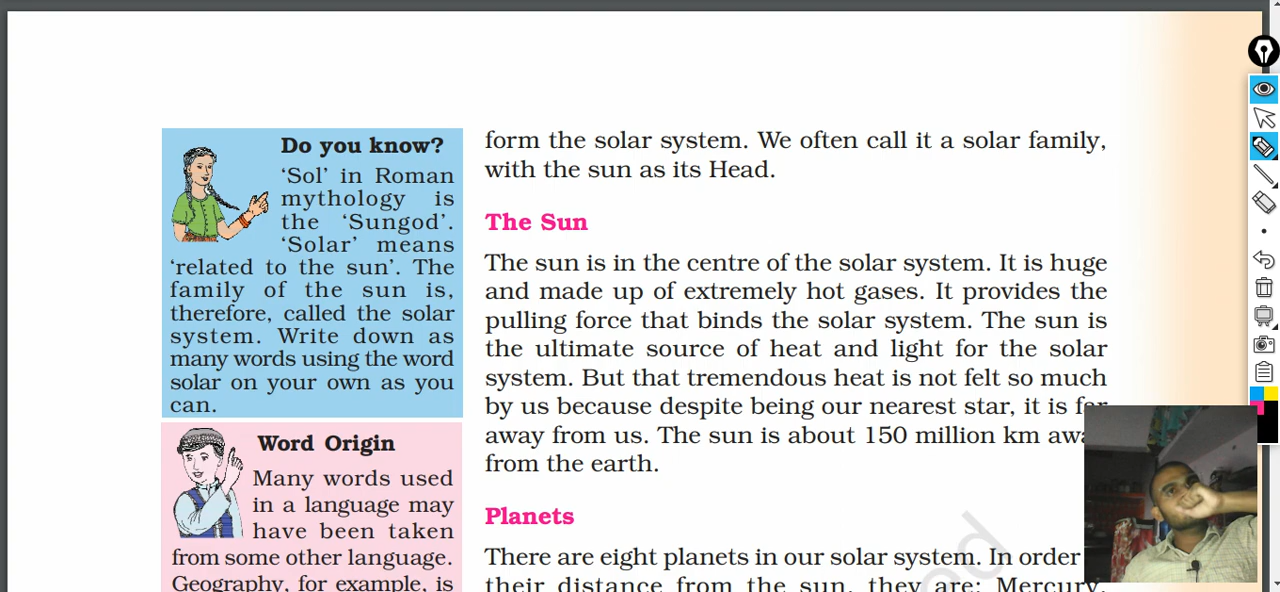 Do you know?
‘Sol’ in Roman
mythology is
the ‘Sungod’.
‘Solar’ means
‘related to the sun’. The
family of the sun is,
therefore, called the solar
system. Write down as
many words using the word
solar on your own as you
can.
Word Origin
Many words used
in a language may
have been taken
from some other language.
Geography, for example, is
form the solar system. We often call it a solar family,
with the sun as its Head.
The Sun
The sun is in the centre of the solar system. It is huge
and made up of extremely hot gases. It provides the
pulling force that binds the solar system. The sun is
the ultimate source of heat and light for the solar
system. But that tremendous heat is not felt so much
by us because despite being our nearest star, it is far
away from us. The sun is about 150 million km awa
from the earth.
Planets
There are eight planets in our solar system. In order
their distance from the sun, they are: Mercury,